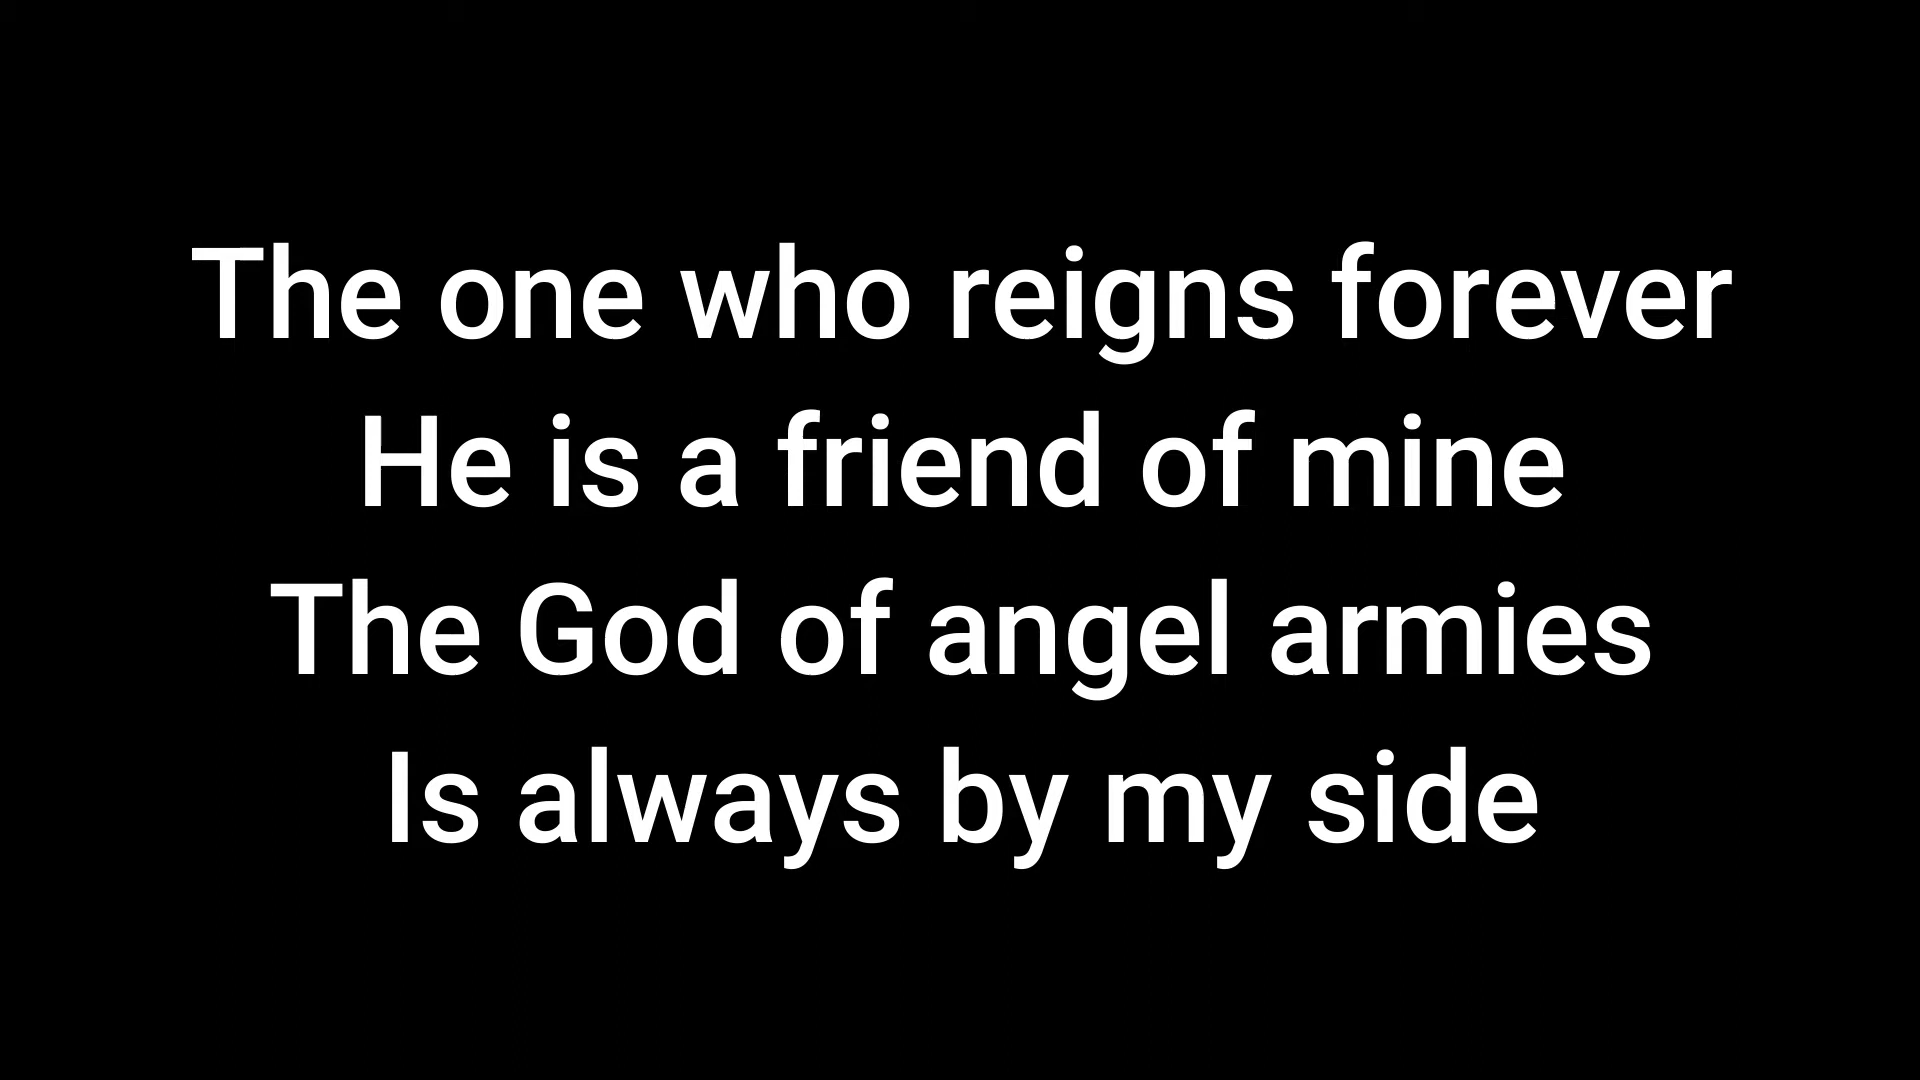 The one who reigns forever
He is a friend of mine
The God of angel armies
Is always by my side